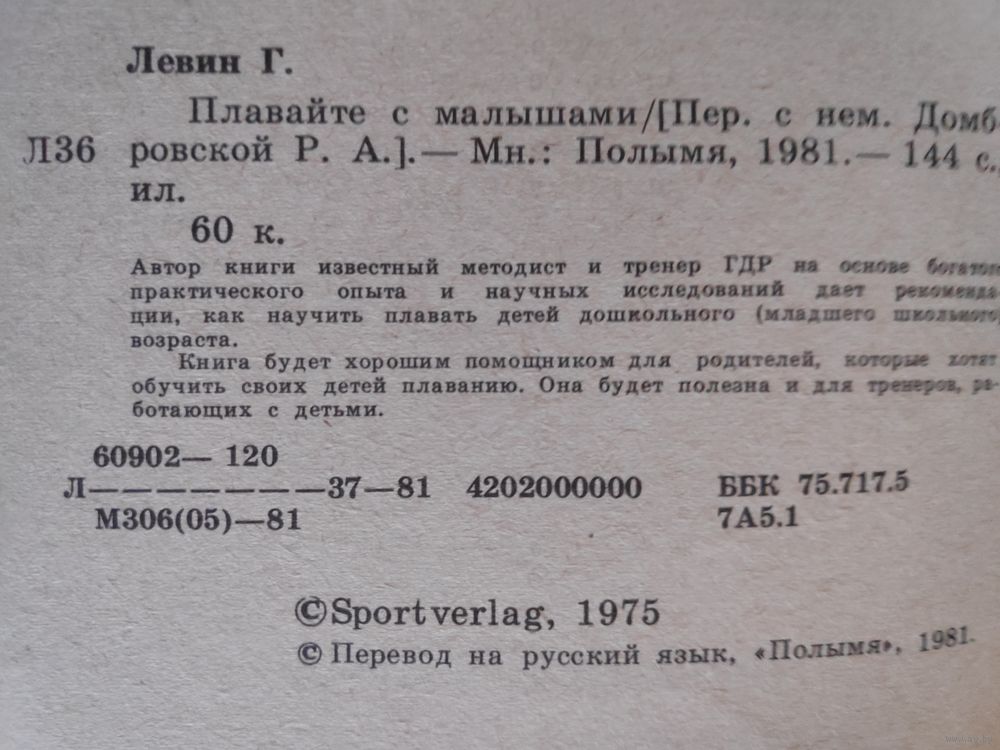 Левин Г.
Плавайте с малышами/[Пер. с нем. Домб-
Л36 ровской Р. А.].— Мн.: Полымя, 1981.— 144 с.,
ил.
60 к.
Автор книги известный методист и тренер ГДР на основе богатого
практического опыта и научных исследований дает рекоменда-
ции, как научить плавать детей дошкольного (младшего школьного)
возраста.
Книга будет хорошим помощником для родителей, которые хотят
обучить своих детей плаванию. Она будет полезна и для тренеров, ра-
ботающих с детьми.
60902— 120
Л———————37—81 4202000000 ББК 75.717.5
М306(05)—81 7А5.1
©Sportverlag, 1975
© Перевод на русский язык, «Полымя», 1981.